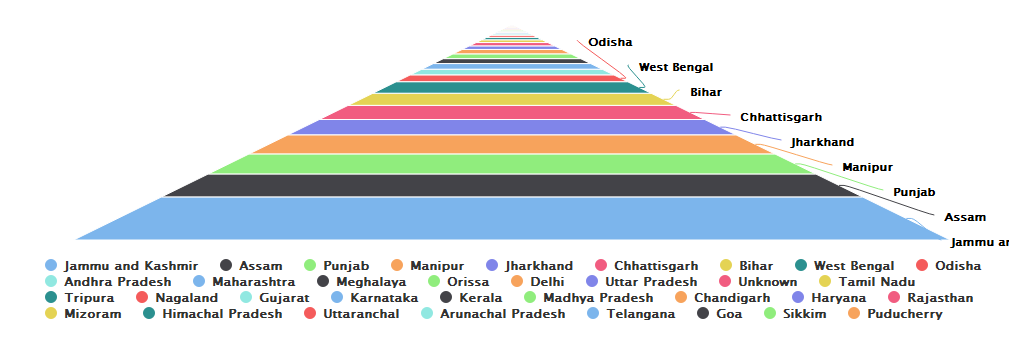 Odisha
West Bengal
Bihar
Chhattisgarh
Jharkhand
Manipur
Punjab
Assam
Jammu ar
Jammu and Kashmir Assam Punjab Manipur Jharkhand Chhattisgarh Bihar West Bengal Odisha
Andhra Pradesh Maharashtra Meghalaya Orissa Delhi Uttar Pradesh Unknown Tamil Nadu
Tripura Nagaland Gujarat Karnataka Kerala Madhya Pradesh Chandigarh Haryana Rajasthan
Mizoram Himachal Pradesh Uttaranchal Arunachal Pradesh Telangana Goa Sikkim Puducherry